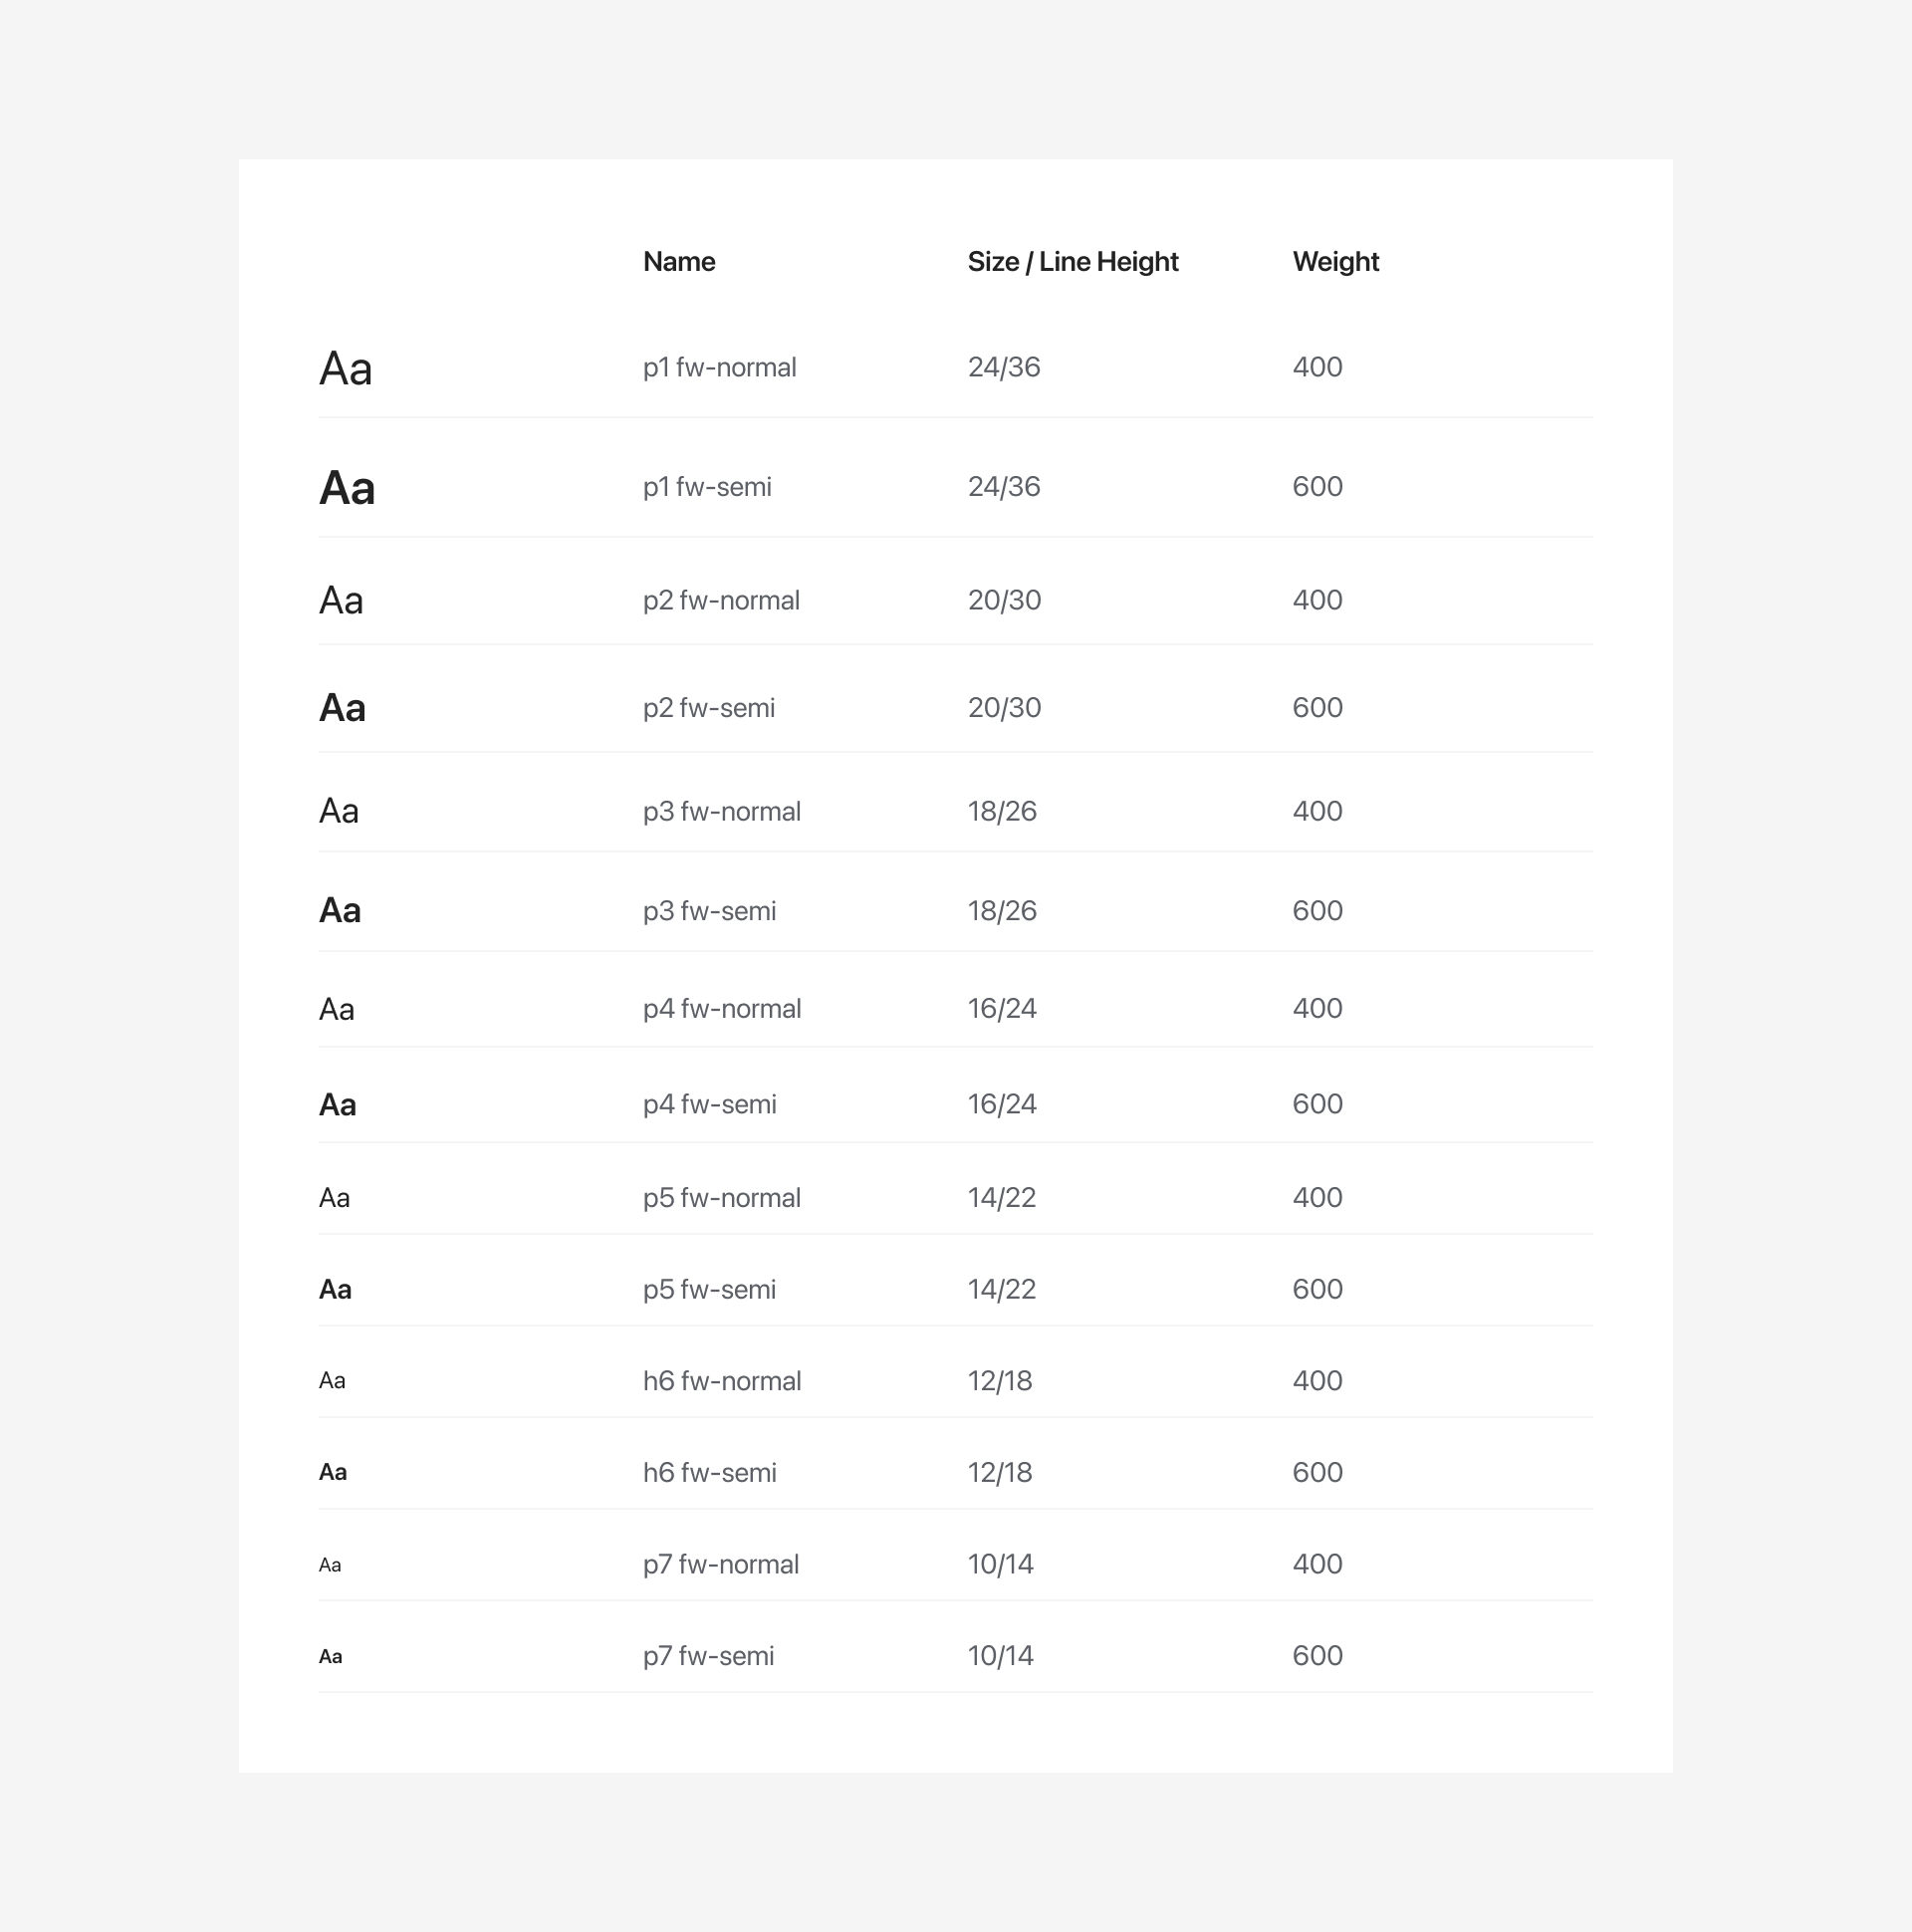 Name Size / Line Height Weight
Aa p1 fw-normal 24/36 400
Aa p1 fw-semi 24/36 600
Aa p2 fw-normal 20/30 400
Aa p2 fw-semi 20/30 600
Aa p3 fw-normal 18/26 400
Aa p3 fw-semi 18/26 600
Aa p4 fw-normal 16/24 400
Aa p4 fw-semi 16/24 600
Aa p5 fw-normal 14/22 400
Aa p5 fw-semi 14/22 600
Aa h6 fw-normal 12/18 400
Aa h6 fw-semi 12/18 600
Aa p7 fw-normal 10/14 400
Aa p7 fw-semi 10/14 600